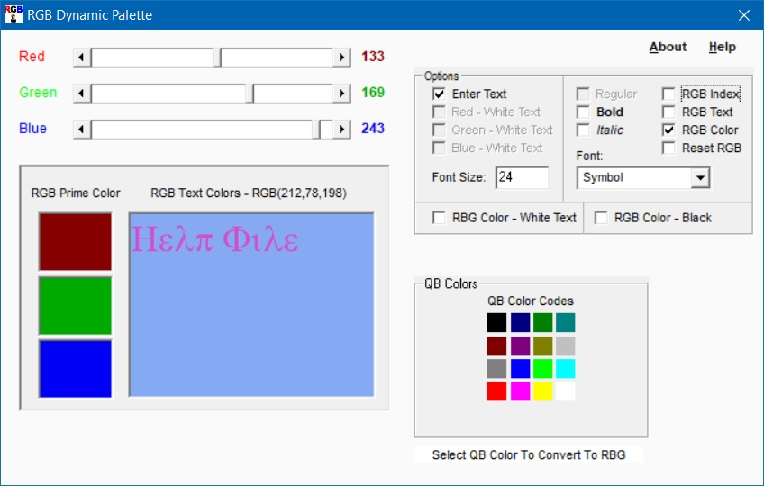 RGB Dynamic Palette
About Help
Red 133
Green 169
Blue 243
Options
Enter Text
Red - White Text
Green - White Text
Blue - White Text
Font Size: 24
Reguler
Bold
Italic
RGB Index
RGB Text
RGB Color
Reset RGB
Font:
Symbol
RBG Color - White Text
RGB Color - Black
RGB Prime Color
RGB Text Colors - RGB(212,78,198)
Ηελπ Φιλε
QB Colors
QB Color Codes
Select QB Color To Convert To RBG